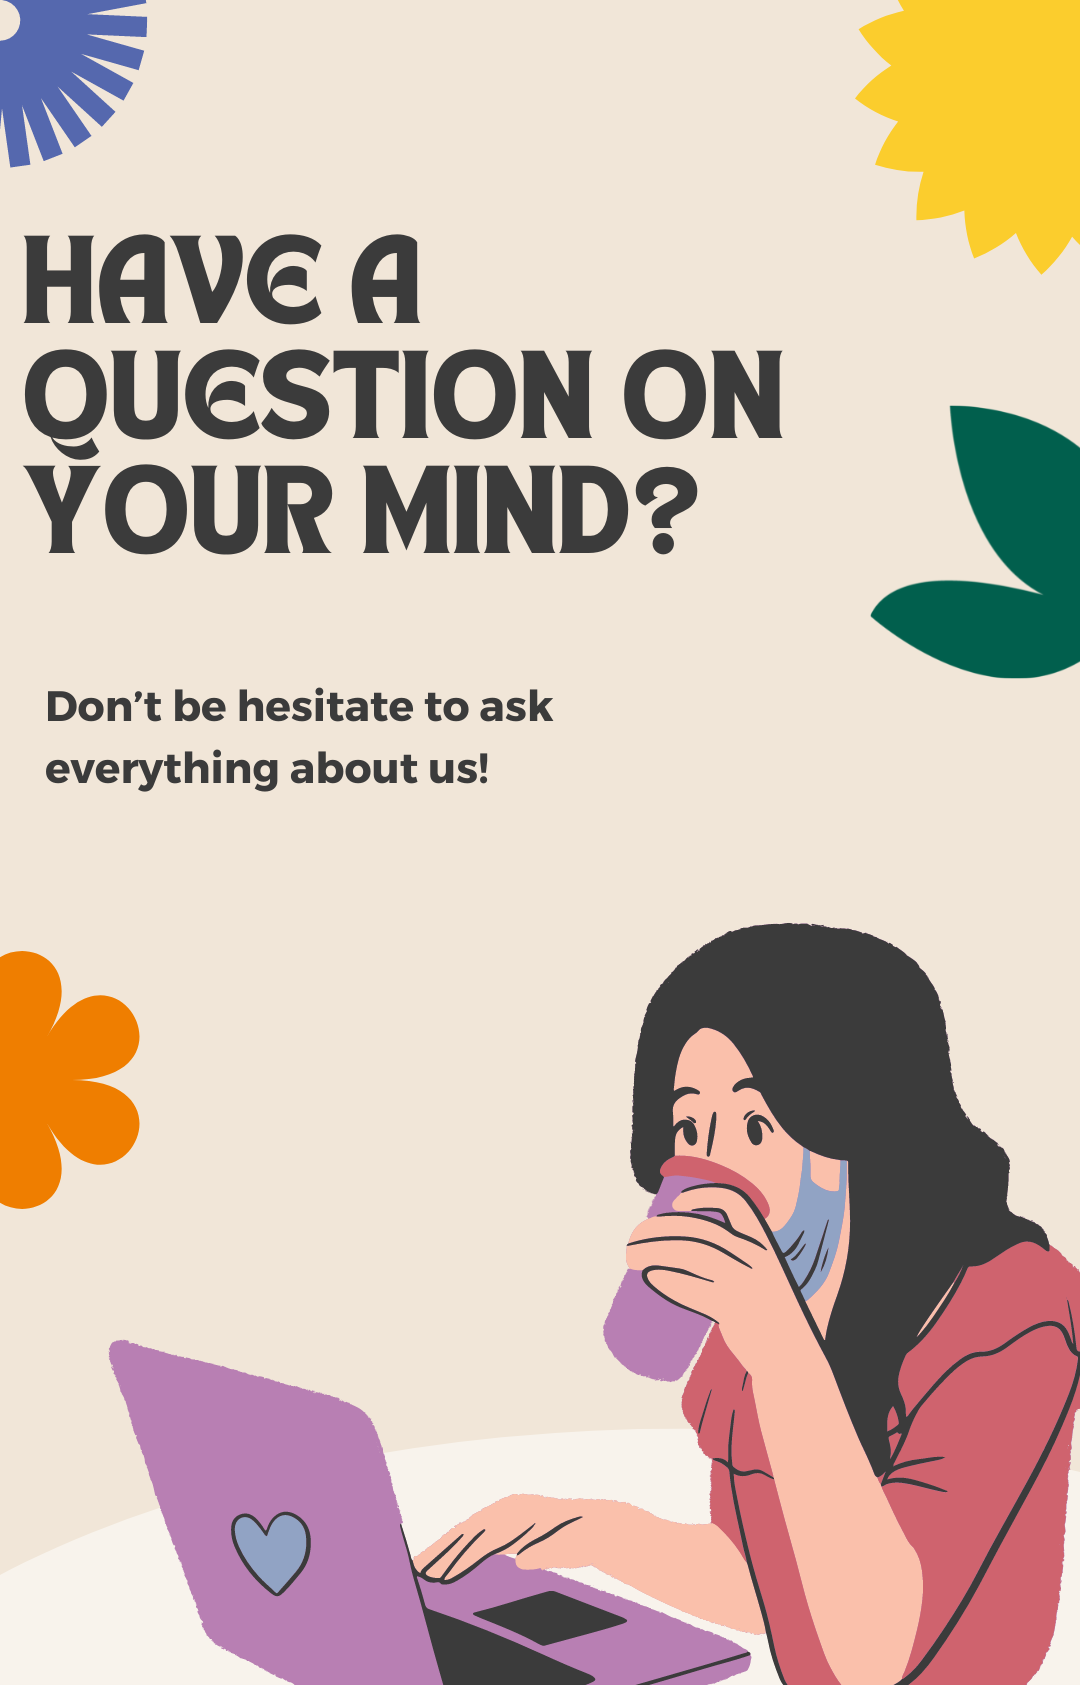 HAVE A
QUESTION ON
YOUR MIND?
Don’t be hesitate to ask
everything about us!